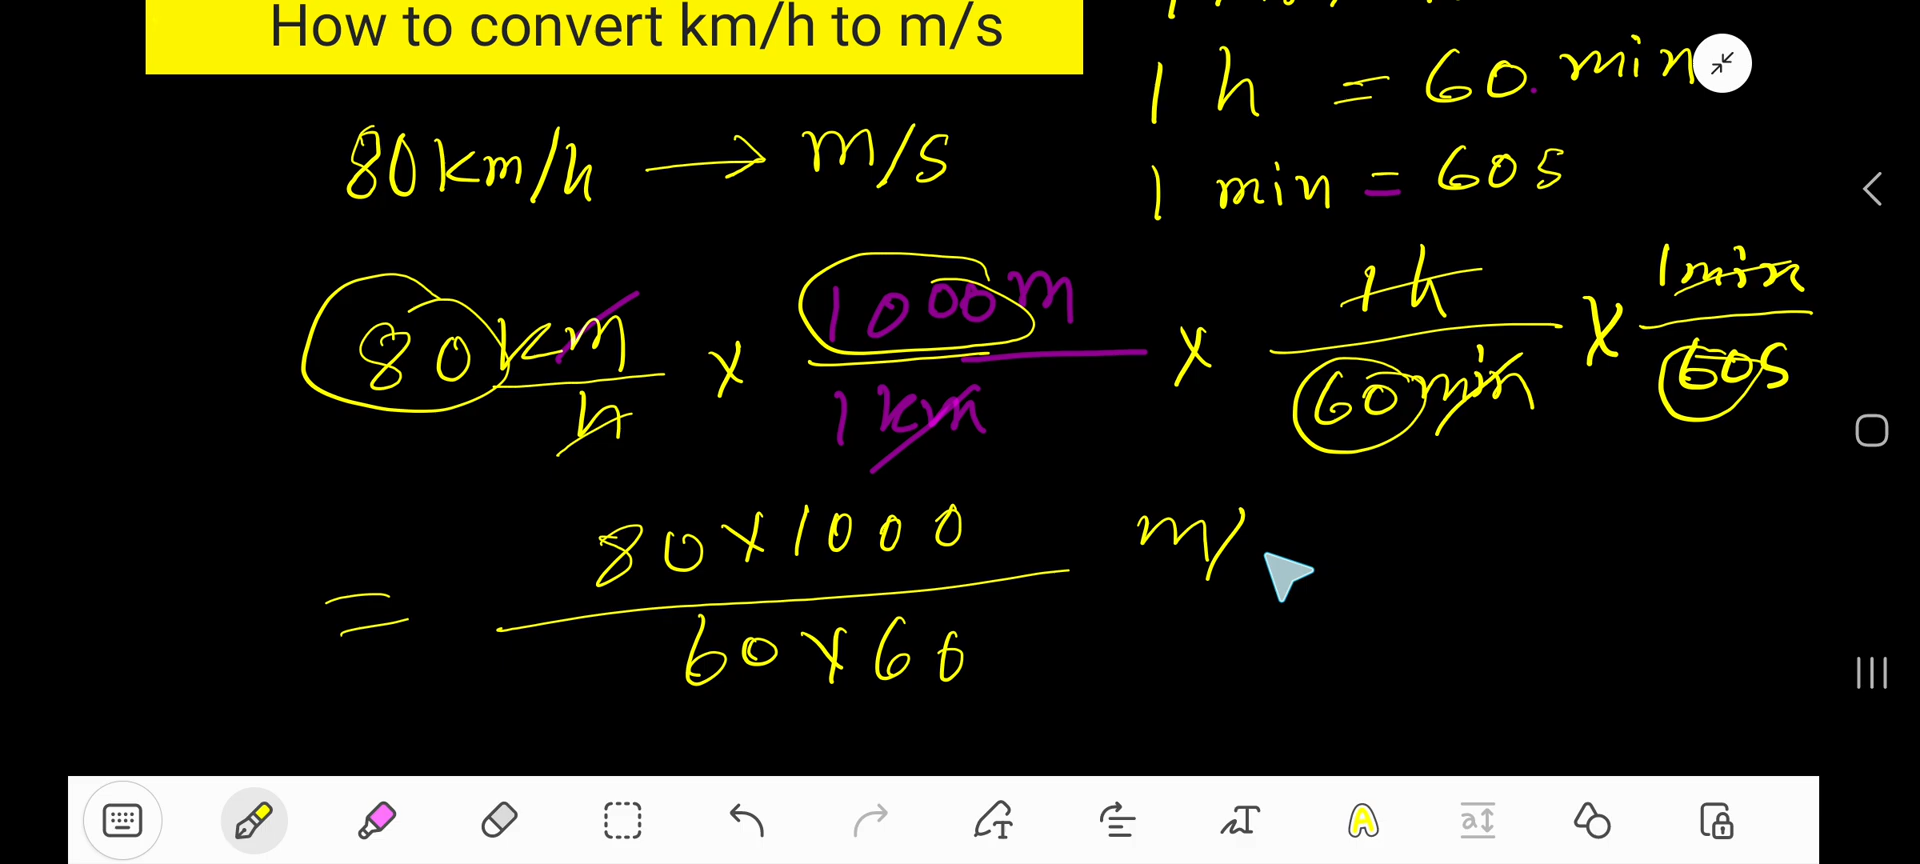 How to convert km/h to m/s
1 h = 60 min
80 km/h → m/s
1 min = 60 s
80 km/h × 1000 m/1 km × 1 h/60 min × 1 min/60 s
= 80 × 1000/60 × 60 m/